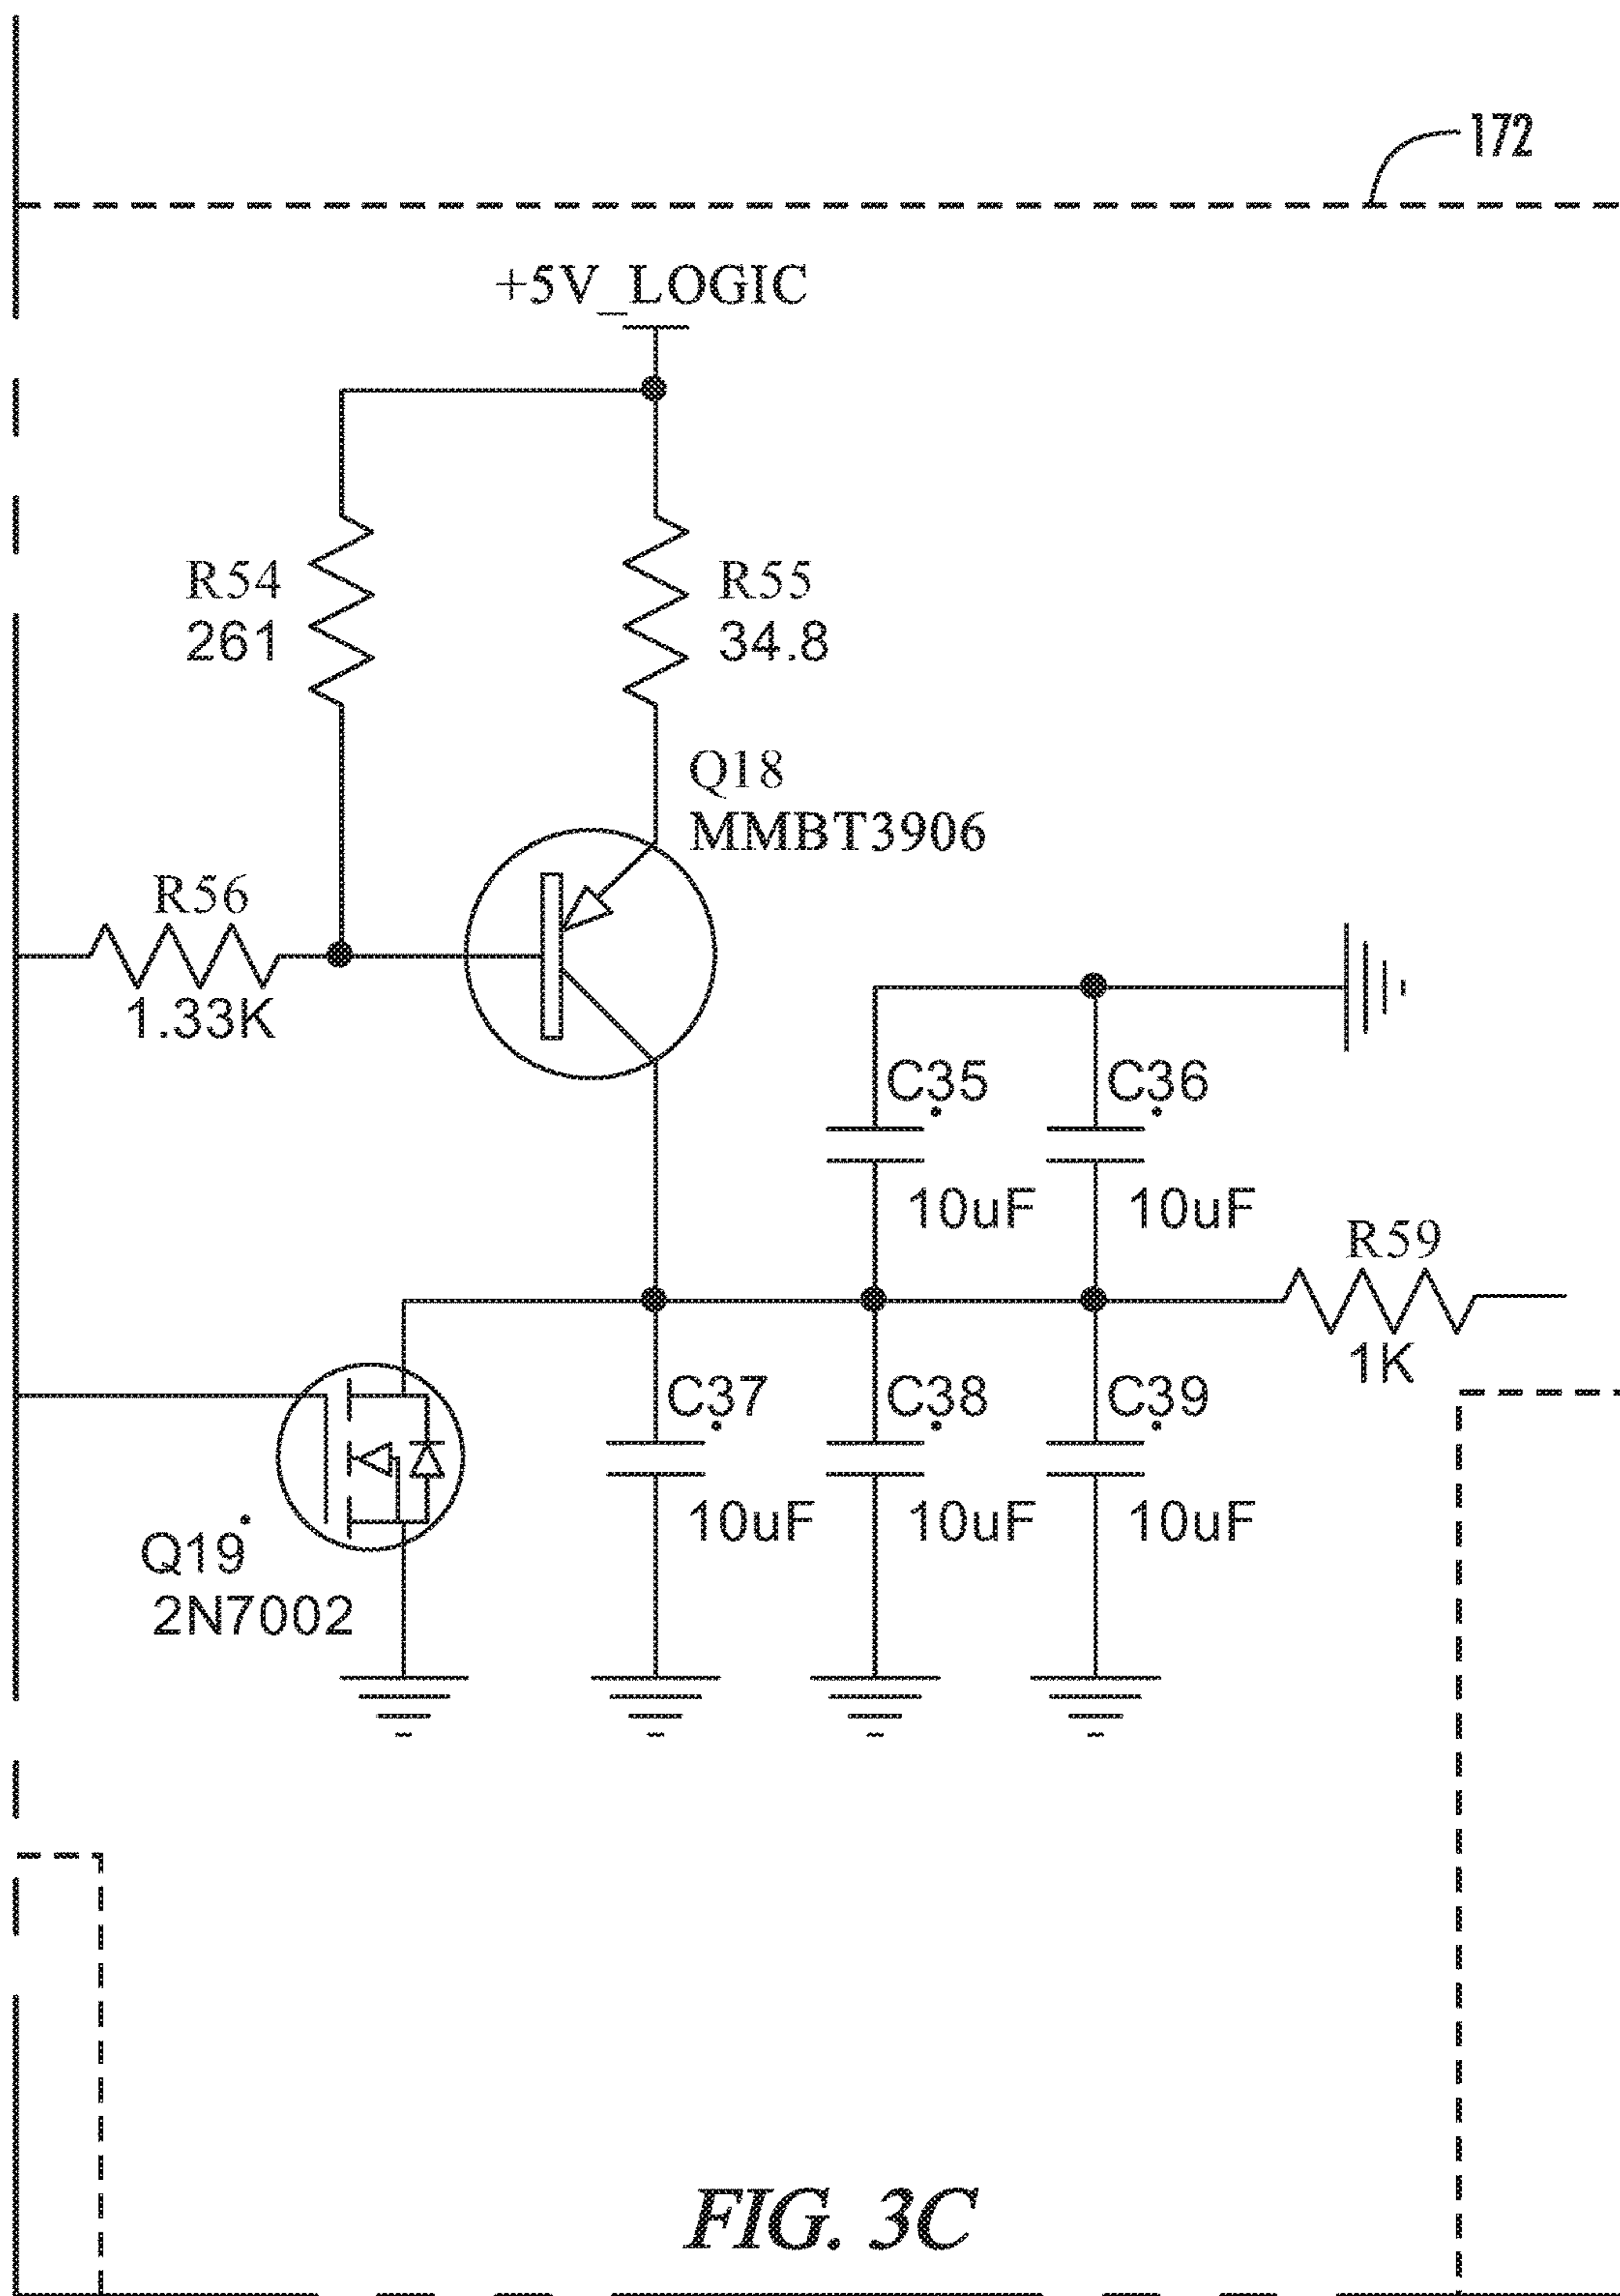 172
+5V_LOGIC
R54
261
R55
34.8
Q18
MMBT3906
R56
1.33K
C35
10uF
C36
10uF
R59
1K
C37
10uF
C38
10uF
C39
10uF
Q19
2N7002
FIG. 3C